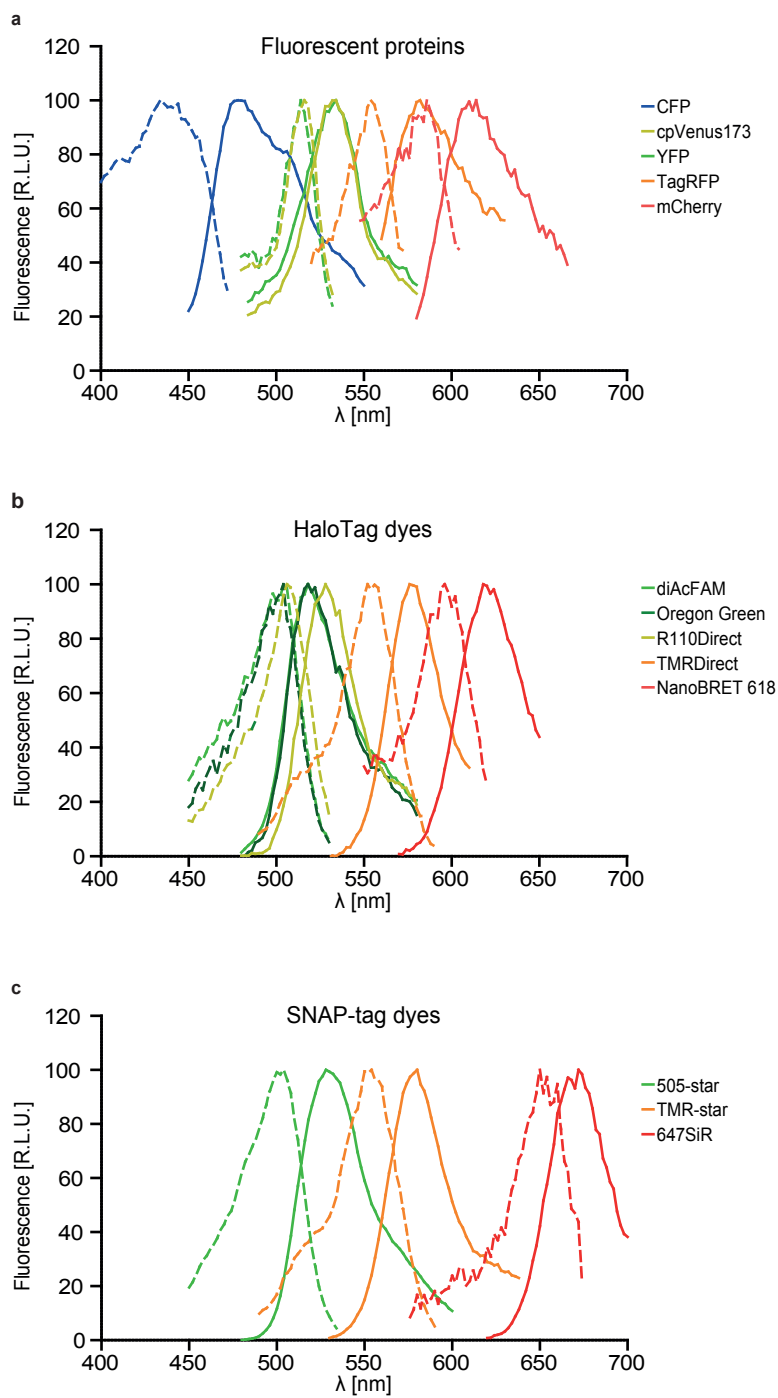 a
Fluorescent proteins
120
100
80
60
40
20
0
Fluorescence [R.L.U.]
400 450 500 550 600 650 700
λ [nm]
CFP
cpVenus173
YFP
TagRFP
mCherry
b
HaloTag dyes
120
100
80
60
40
20
0
Fluorescence [R.L.U.]
400 450 500 550 600 650 700
λ [nm]
diAcFAM
Oregon Green
R110Direct
TMRDirect
NanoBRET 618
c
SNAP-tag dyes
120
100
80
60
40
20
0
Fluorescence [R.L.U.]
400 450 500 550 600 650 700
λ [nm]
505-star
TMR-star
647SiR